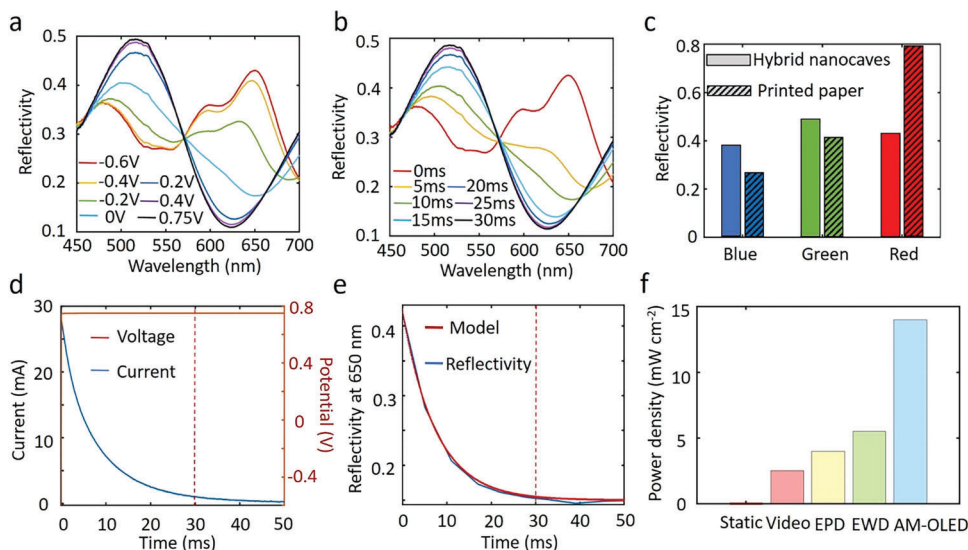 a
0.5
0.4
0.3
0.2
0.1
Reflectivity
-0.6V
-0.4V
0.2V
-0.2V
0.4V
0V
0.75V
450
500
550
600
650
700
Wavelength (nm)
b
0.5
0.4
0.3
0.2
0.1
Reflectivity
0ms
5ms
20ms
10ms
25ms
15ms
30ms
450
500
550
600
650
700
Wavelength (nm)
c
0.8
0.6
0.4
0.2
0
Reflectivity
Hybrid nanocaves
Printed paper
Blue
Green
Red
d
30
20
10
0
Current (mA)
Voltage
Current
0.8
0.4
0
-0.4
Potential (V)
0
10
20
30
40
50
Time (ms)
e
0.4
0.3
0.2
Reflectivity at 650 nm
Model
Reflectivity
0
10
20
30
40
50
Time (ms)
f
15
10
5
0
Power density (mW cm⁻²)
Static
Video
EPD
EWD
AM-OLED